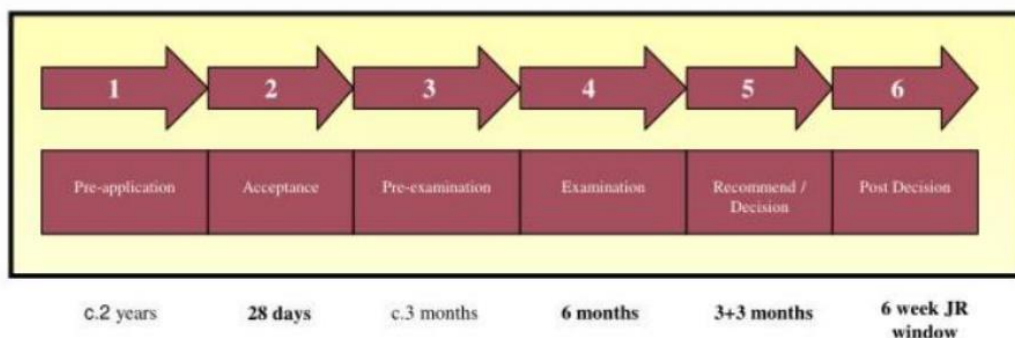 1 2 3 4 5 6
Pre-application Acceptance Pre-examination Examination Recommend / Decision Post Decision
c.2 years 28 days c.3 months 6 months 3+3 months 6 week JR window